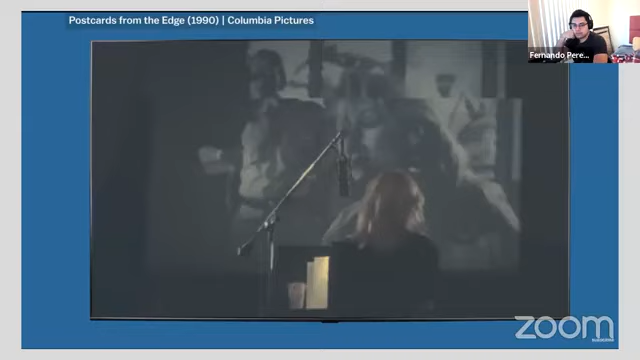 Postcards from the Edge (1990) | Columbia Pictures
Fernando Pere...
zoom